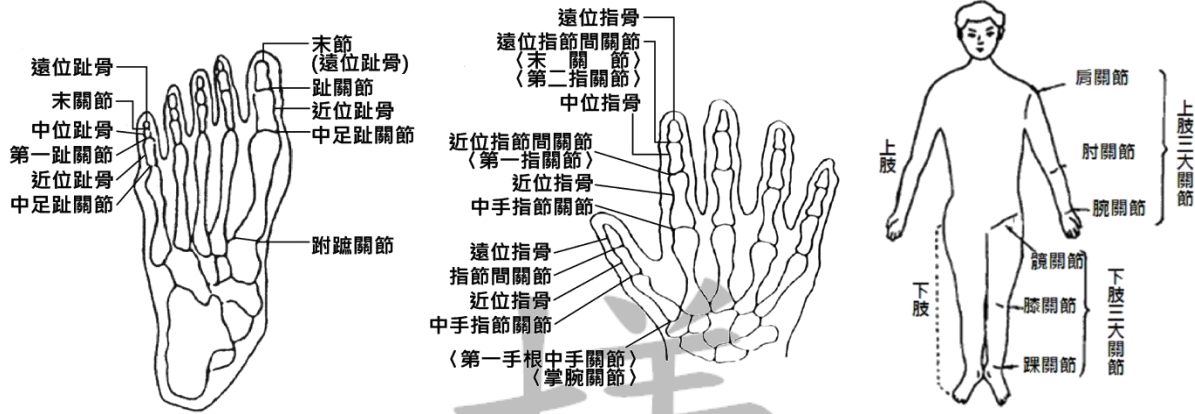 遠位趾骨
末關節
中位趾骨
第一趾關節
近位趾骨
中足趾關節
末節
(遠位趾骨)
趾關節
近位趾骨
中足趾關節
跗蹠關節
遠位指骨
遠位指節間關節
〈末關節〉
〈第二指關節〉
中位指骨
近位指節間關節
〈第一指關節〉
近位指骨
中手指節關節
遠位指骨
指節間關節
近位指骨
中手指節關節
〈第一手根中手關節〉
〈掌腕關節〉
肩關節
肘關節
腕關節
上肢三大關節
上肢
髖關節
膝關節
踝關節
下肢三大關節
下肢